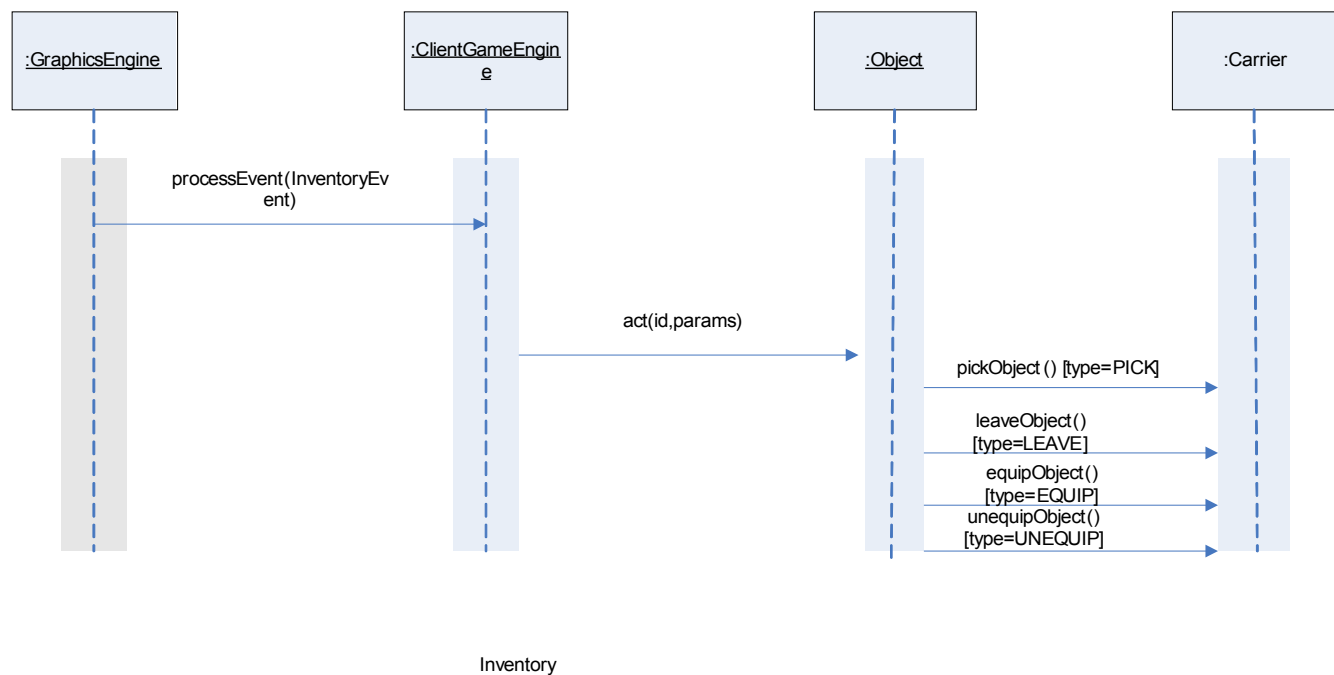 :GraphicsEngine
:ClientGameEngin
e
:Object
:Carrier
processEvent(InventoryEv
ent)
act(id,params)
pickObject () [type=PICK]
leaveObject()
[type=LEAVE]
equipObject()
[type=EQUIP]
unequipObject()
[type=UNEQUIP]
Inventory